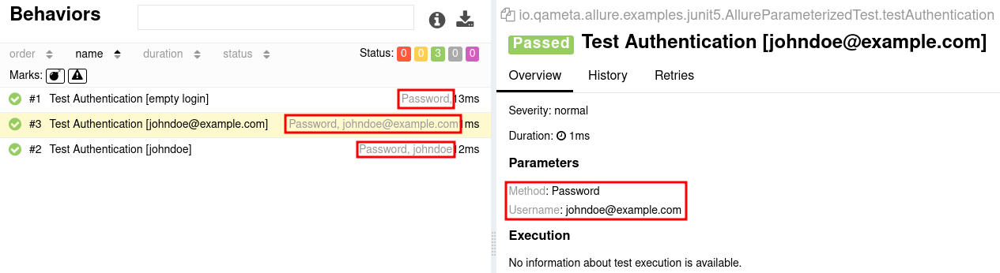 Behaviors
order name duration status Status: 0 0 3 0 0
Marks:
#1 Test Authentication [empty login] Password, 13ms
#3 Test Authentication [johndoe@example.com] Password, johndoe@example.com 1ms
#2 Test Authentication [johndoe] Password, johndoe 12ms
io.qameta.allure.examples.junit5.AllureParameterizedTest.testAuthentication
Passed Test Authentication [johndoe@example.com]
Overview History Retries
Severity: normal
Duration: 1ms
Parameters
Method: Password
Username: johndoe@example.com
Execution
No information about test execution is available.